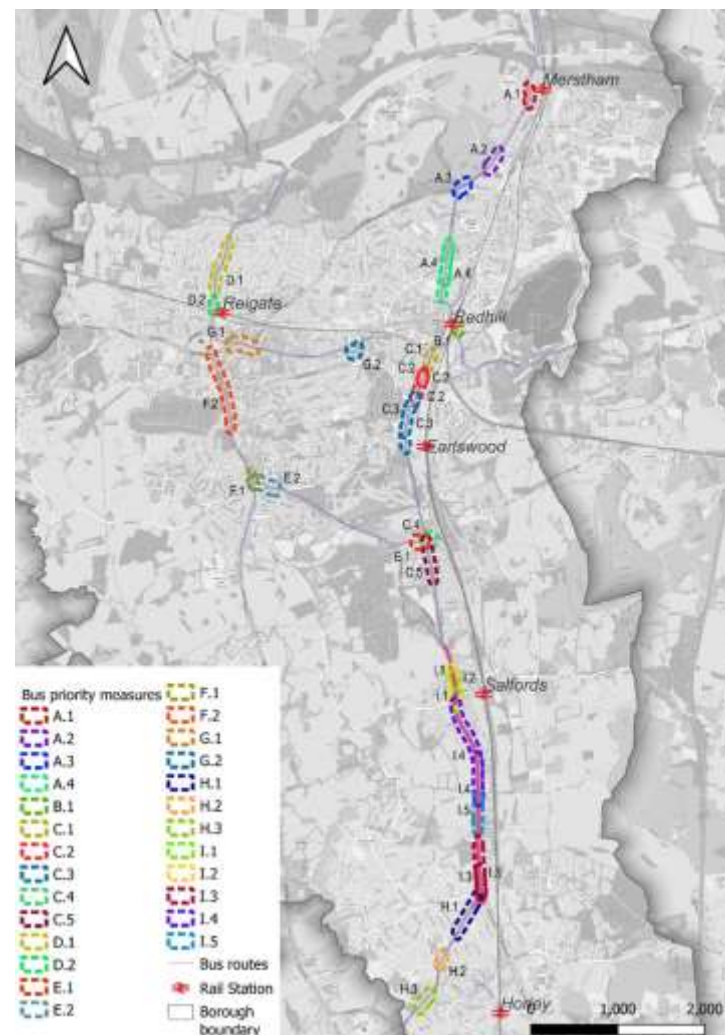 Merstham
A.1
A.2
A.3
A.4
A.4
D.1
D.2
Reigate
Redhill
G.1
B.1
C.1
G.2
C.2
C.2
C.2
F.2
C.3
C.3
Earlswood
E.2
F.1
C.4
E.1
C.5
I.1
I.2
I.1
Salfords
I.4
I.4
I.5
I.3
I.3
H.1
H.2
H.3
Horley
0 1,000 2,000
Bus priority measures
A.1
A.2
A.3
A.4
B.1
C.1
C.2
C.3
C.4
C.5
D.1
D.2
E.1
E.2
F.1
F.2
G.1
G.2
H.1
H.2
H.3
I.1
I.2
I.3
I.4
I.5
Bus routes
Rail Station
Borough
boundary